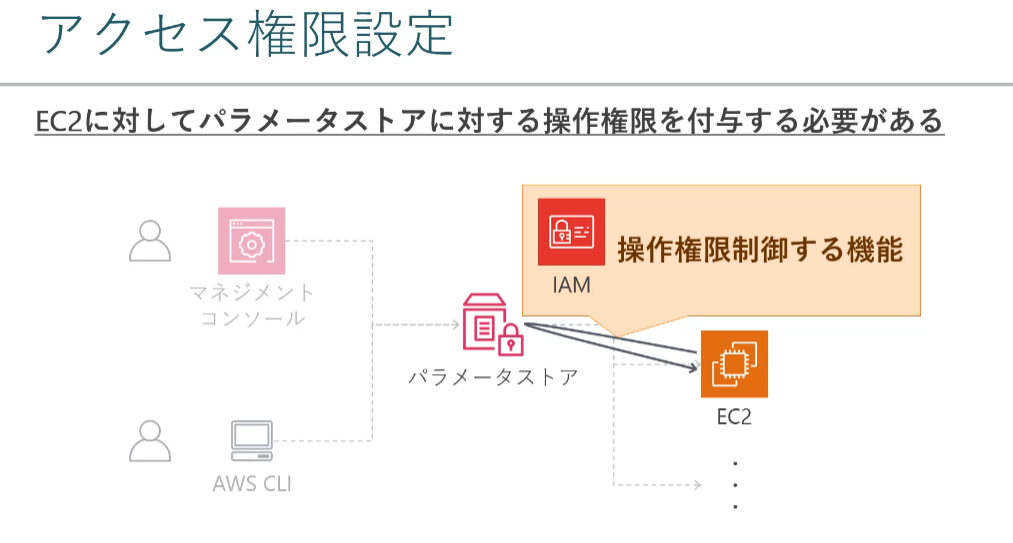 アクセス権限設定
EC2に対してパラメータストアに対する操作権限を付与する必要がある
IAM
操作権限制御する機能
マネジメント
コンソール
パラメータストア
EC2
AWS CLI